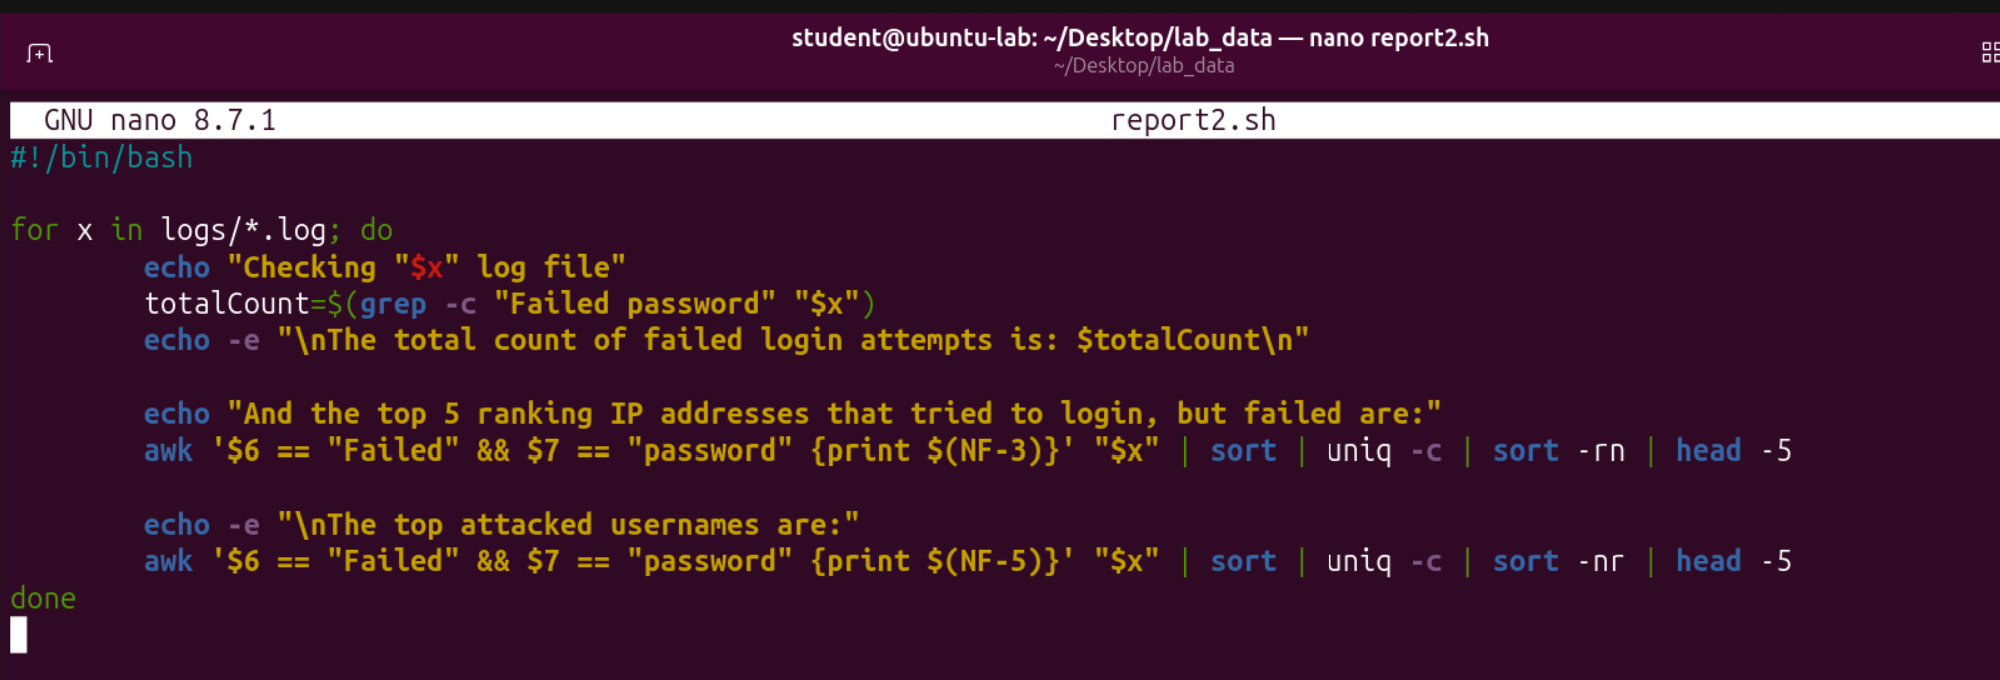 student@ubuntu-lab: ~/Desktop/lab_data — nano report2.sh
~/Desktop/lab_data
GNU nano 8.7.1 report2.sh
#!/bin/bash
for x in logs/*.log; do
echo "Checking "$x" log file"
totalCount=$(grep -c "Failed password" "$x")
echo -e "\nThe total count of failed login attempts is: $totalCount\n"
echo "And the top 5 ranking IP addresses that tried to login, but failed are:"
awk '$6 == "Failed" && $7 == "password" {print $(NF-3)}' "$x" | sort | uniq -c | sort -rn | head -5
echo -e "\nThe top attacked usernames are:"
awk '$6 == "Failed" && $7 == "password" {print $(NF-5)}' "$x" | sort | uniq -c | sort -nr | head -5
done